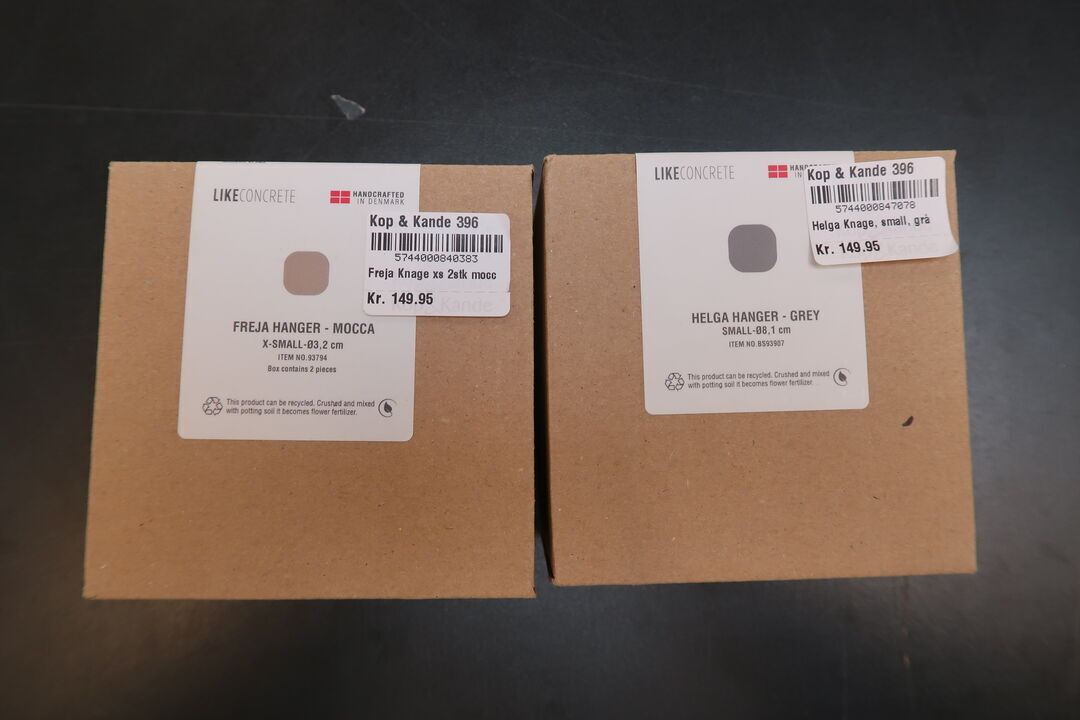 LIKECONCRETE
HANDCRAFTED
IN DENMARK
Kop & Kande 396
5744000840383
Freja Knage xs 2stk mocc
Kr. 149.95
FREJA HANGER - MOCCA
X-SMALL-Ø3,2 cm
ITEM NO.93794
Box contains 2 pieces
This product can be recycled. Crushed and mixed
with potting soil it becomes flower fertilizer.
LIKECONCRETE
Kop & Kande 396
5744000847078
Helga Knage, small, grå
Kr. 149.95
HELGA HANGER - GREY
SMALL-Ø8,1 cm
ITEM NO.BS93907
This product can be recycled. Crushed and mixed
with potting soil it becomes flower fertilizer.